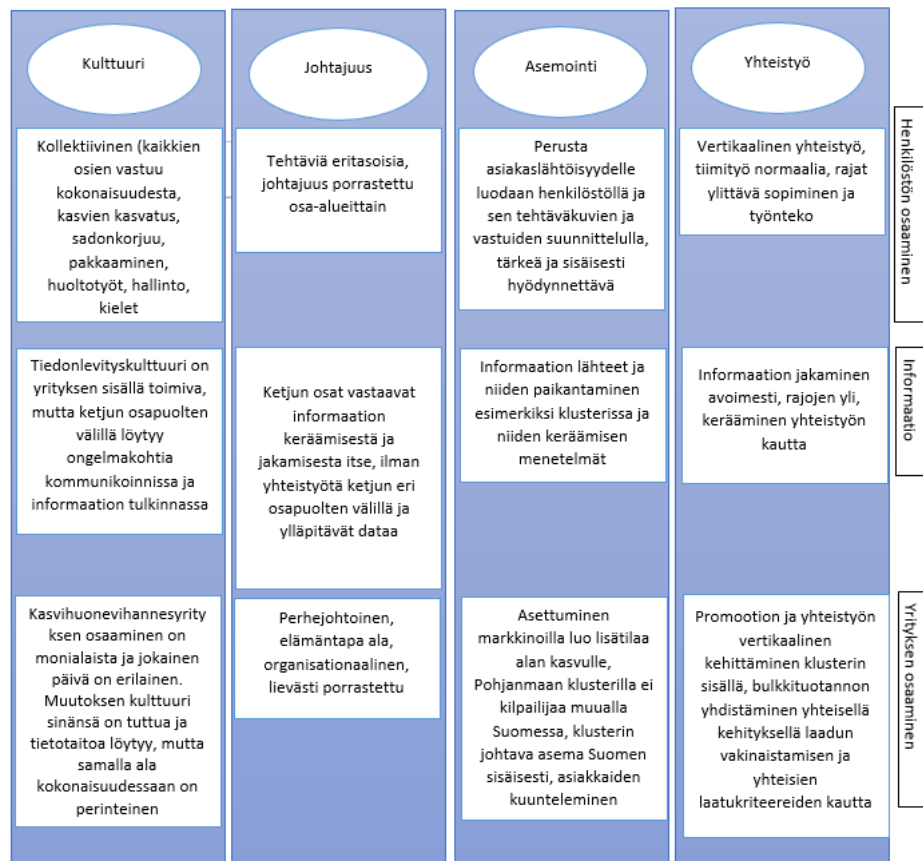 Kulttuuri
Johtajuus
Asemointi
Yhteistyö
Kollektiivinen (kaikkien
osien vastuu
kokonaisuudesta,
kasvien kasvatus,
sadonkorjuu,
pakkaaminen,
huoltotyöt, hallinto,
kielet
Tehtäviä eritasoisia,
johtajuus porrastettu
osa-alueittain
Perusta
asiakaslähtöisyydelle
luodaan henkilöstöllä ja
sen tehtäväkuvien ja
vastuiden suunnittelulla,
tärkeä ja sisäisesti
hyödynnettävä
Vertikaalinen yhteistyö,
tiimityö normaalia, rajat
ylittävä sopiminen ja
työnteko
Henkilöstön osaaminen
Tiedonlevityskulttuuri on
yrityksen sisällä toimiva,
mutta ketjun osapuolten
välillä löytyy
ongelmakohtia
kommunikoinnissa ja
information tulkinnassa
Ketjun osat vastaavat
informaation
keräämisestä ja
jakamisesta itse, ilman
yhteistyötä ketjun eri
osapuolten välillä ja
ylläpitävät dataa
Informaation lähteet ja
niiden paikantaminen
esimerkiksi klusterissa ja
niiden keräämisen
menetelmät
Informaation jakaminen
avoimesti, rajojen yli,
kerääminen yhteistyön
kautta
Informaatio
Kasvihuonevihannesyrity
ksen osaaminen on
monialaista ja jokainen
päivä on erilainen.
Muutoksen kulttuuri
sinänsä on tuttua ja
tietotaitoa löytyy, mutta
samalla ala
kokonaisuudessaan on
perinteinen
Perhejohtoinen,
elämäntapa ala,
organisationaalinen,
lievästi porrastettu
Asettuminen
markkinoilla luo lisätilaa
alan kasvulle,
Pohjanmaan klusterilla ei
kilpailijaa muualla
Suomessa, klusterin
johtava asema Suomen
sisäisesti, asiakkaiden
kuunteleminen
Promootion ja yhteistyön
vertikaalinen
kehittäminen klusterin
sisällä, bulkkituotannon
yhdistäminen yhteisellä
kehityksellä laadun
vakinaistamisen ja
yhteisien
laatukriteereiden kautta
Yrityksen osaaminen